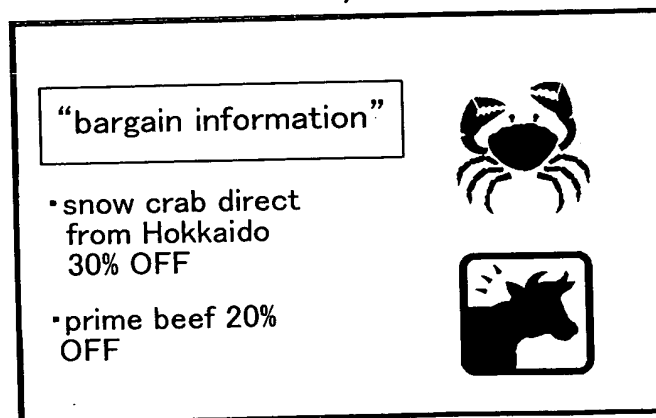 “bargain information”
・snow crab direct
from Hokkaido
30% OFF
・prime beef 20%
OFF